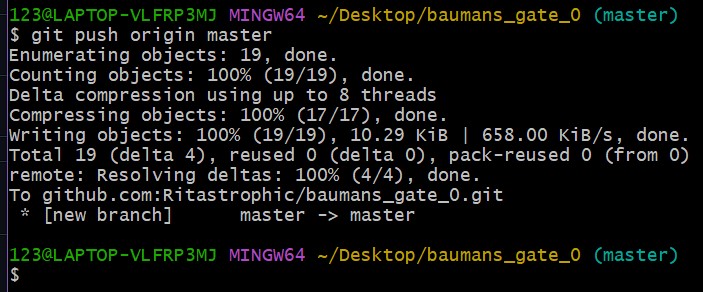 123@LAPTOP-VLFRP3MJ MINGW64 ~/Desktop/baumans_gate_0 (master)
$ git push origin master
Enumerating objects: 19, done.
Counting objects: 100% (19/19), done.
Delta compression using up to 8 threads
Compressing objects: 100% (17/17), done.
Writing objects: 100% (19/19), 10.29 KiB | 658.00 KiB/s, done.
Total 19 (delta 4), reused 0 (delta 0), pack-reused 0 (from 0)
remote: Resolving deltas: 100% (4/4), done.
To github.com:Ritastrophic/baumans_gate_0.git
 * [new branch]      master -> master
123@LAPTOP-VLFRP3MJ MINGW64 ~/Desktop/baumans_gate_0 (master)
$